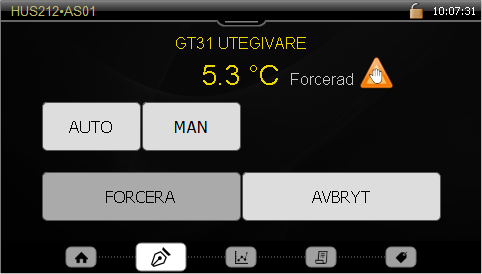 HUS212•AS01 10:07:31
GT31 UTEGIVARE
5.3 °C Forcerad
AUTO MAN
FORCERA AVBRYT